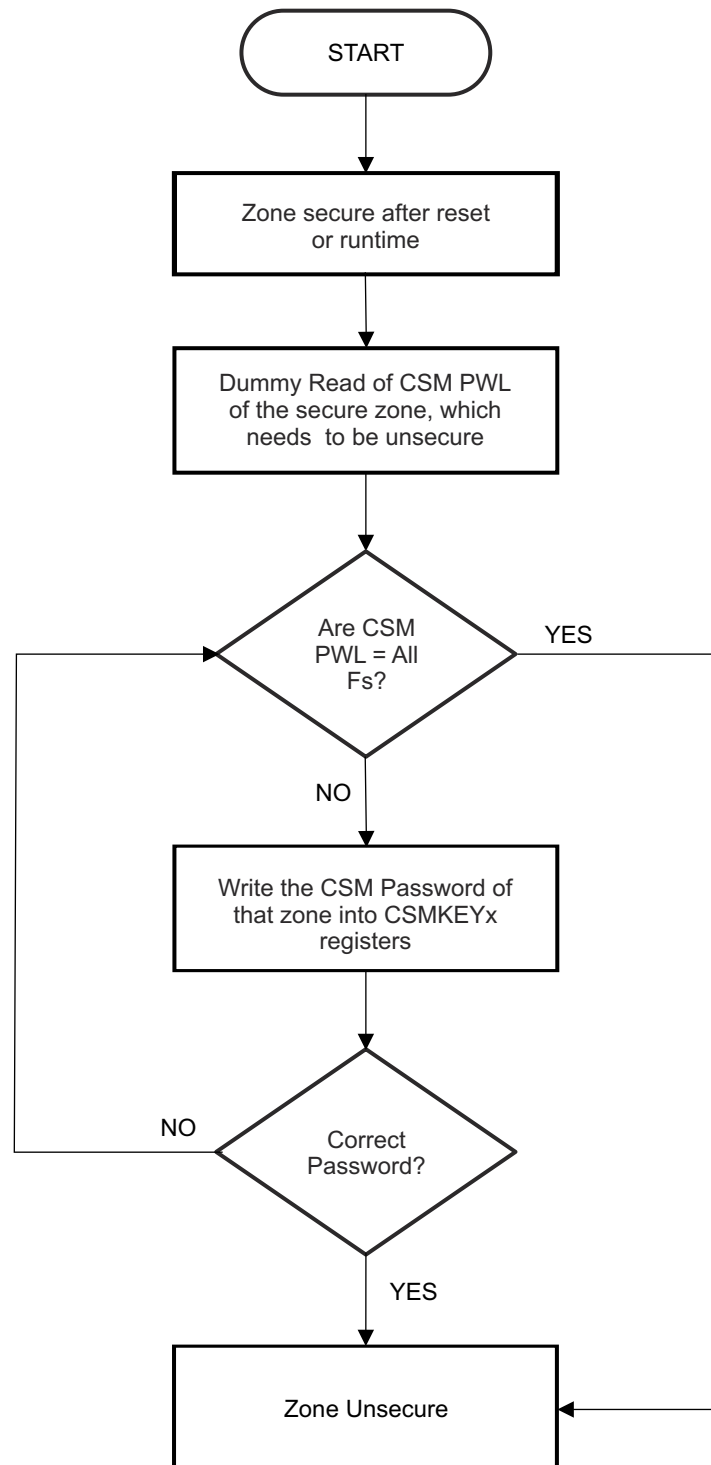 START
Zone secure after reset
or runtime
Dummy Read of CSM PWL
of the secure zone, which
needs to be unsecure
Are CSM
PWL = All
Fs?
YES
NO
Write the CSM Password of
that zone into CSMKEYx
registers
NO
Correct
Password?
YES
Zone Unsecure